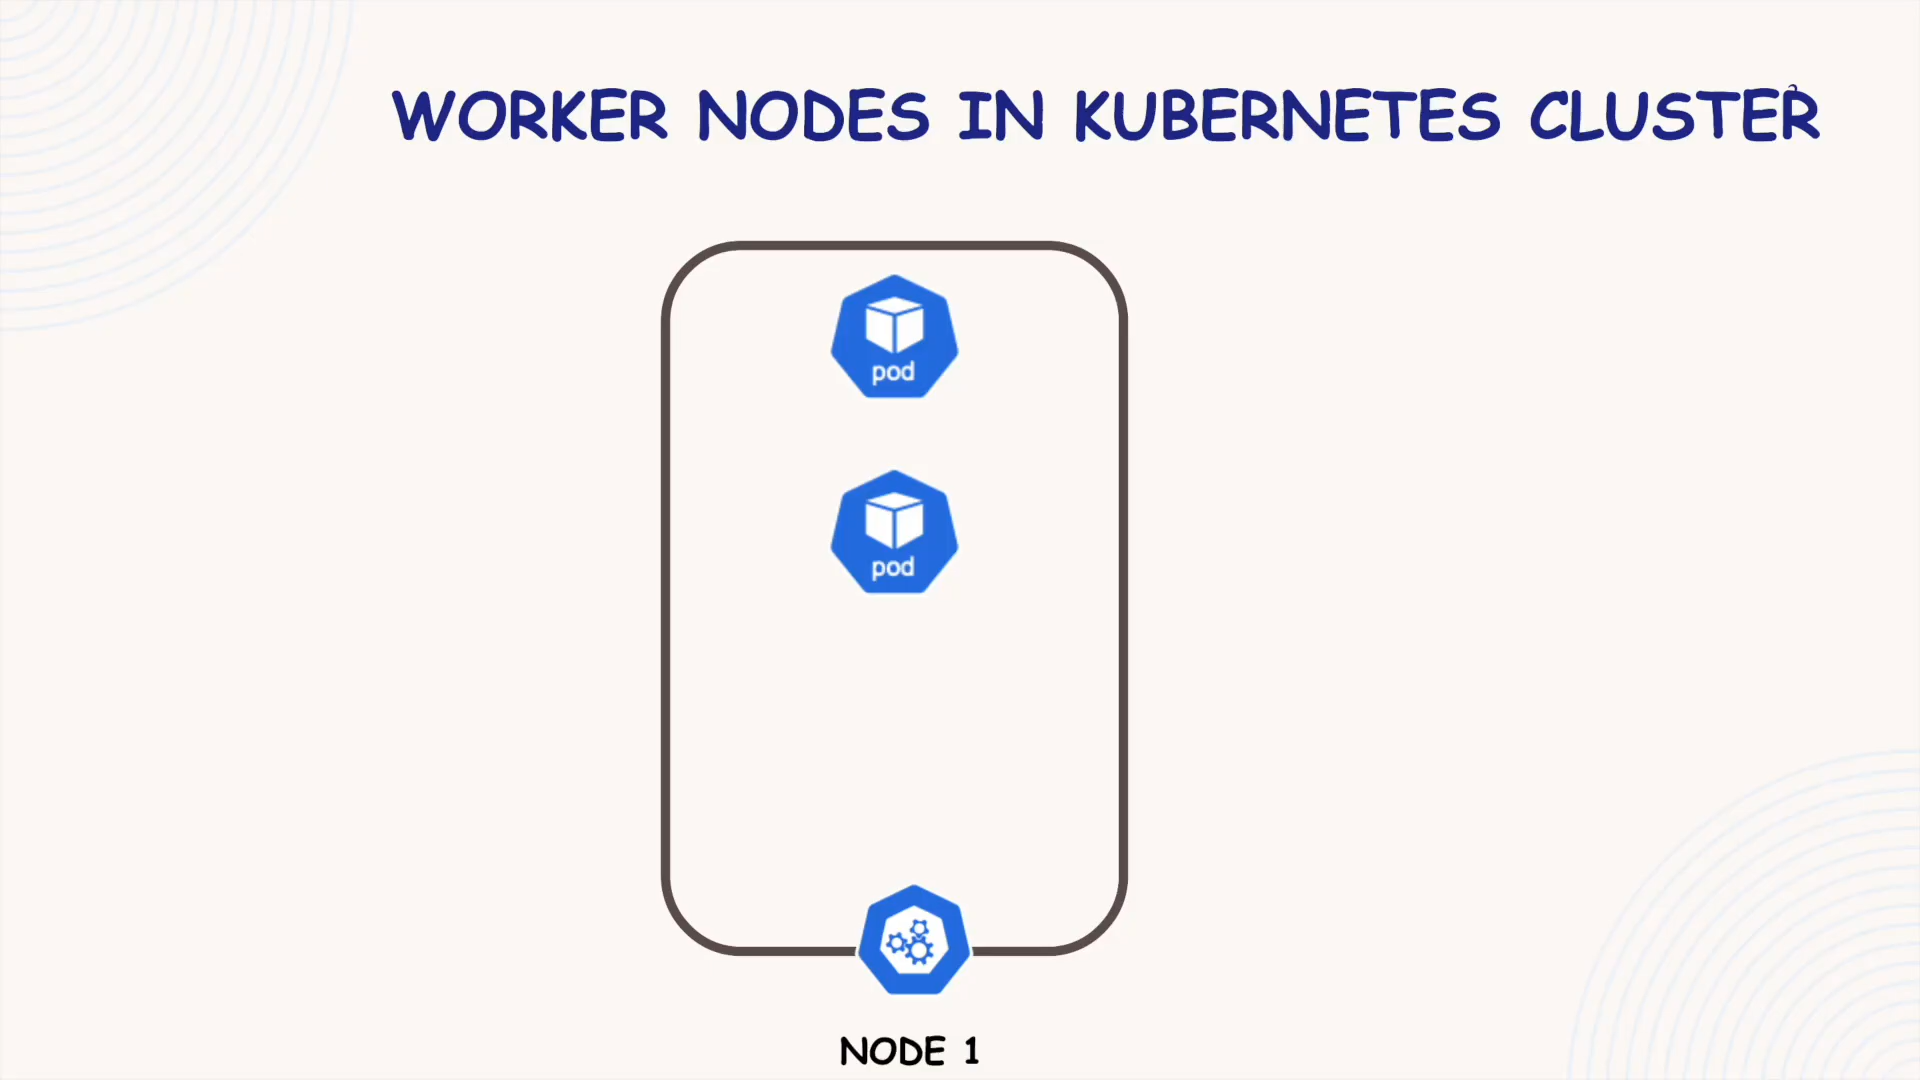 WORKER NODES IN KUBERNETES CLUSTER
pod
pod
NODE 1